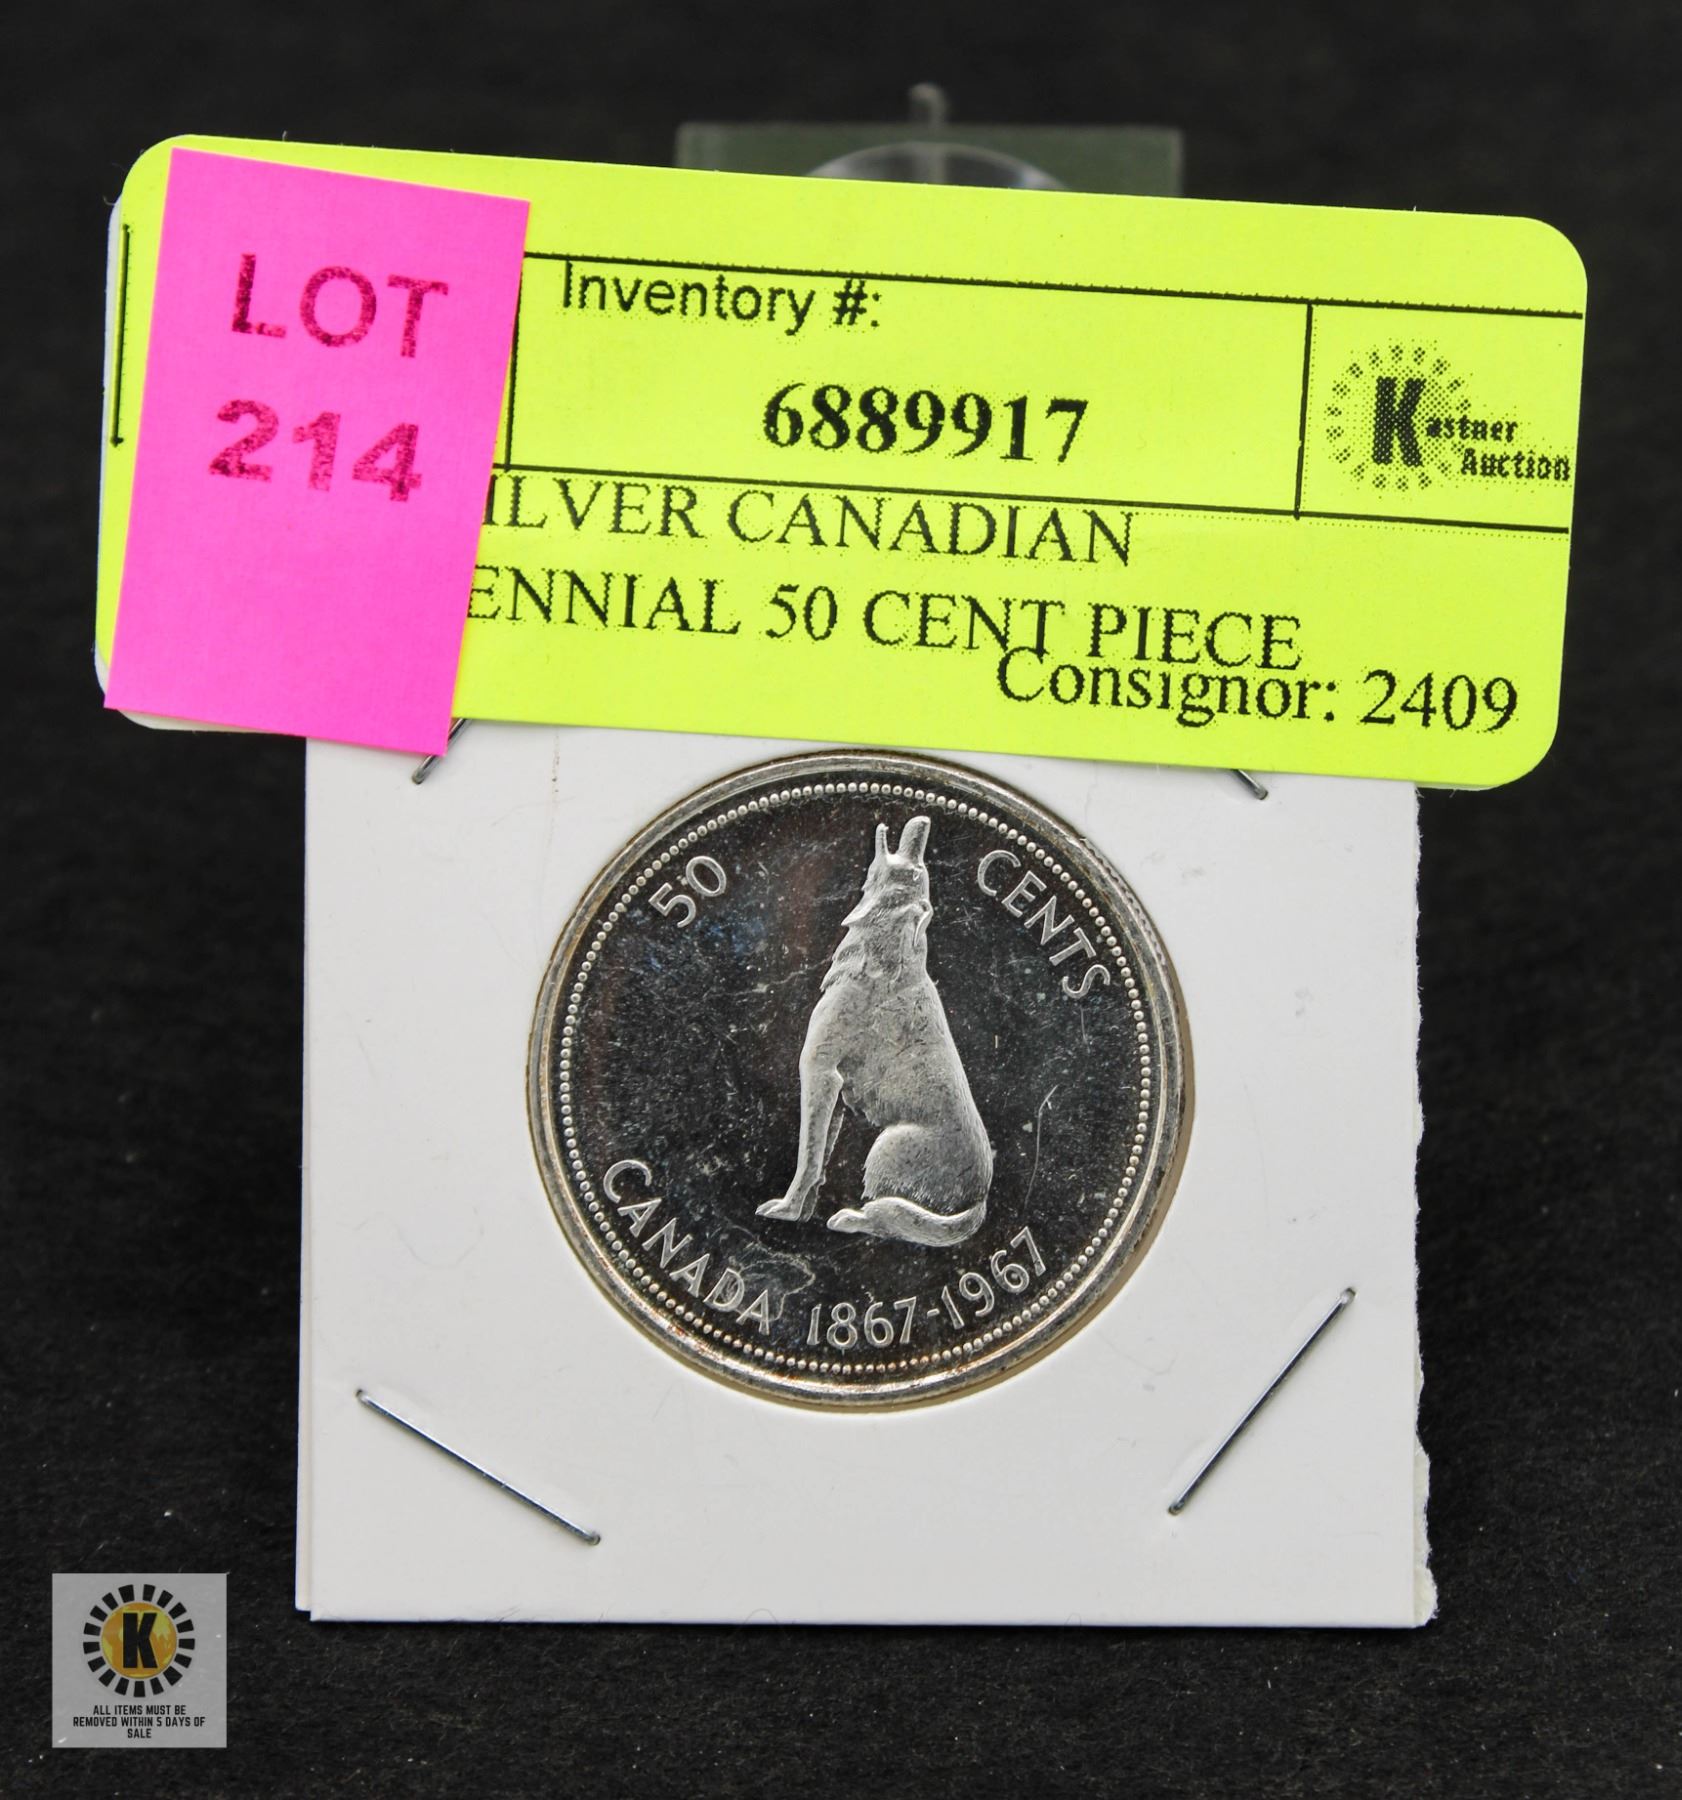 LOT
214
Inventory #:
6889917
Kastner
Auction
ILVER CANADIAN
ENNIAL 50 CENT PIECE
Consignor: 2409
50 CENTS
CANADA 1867-1967
K
ALL ITEMS MUST BE
REMOVED WITHIN 5 DAYS OF
SALE